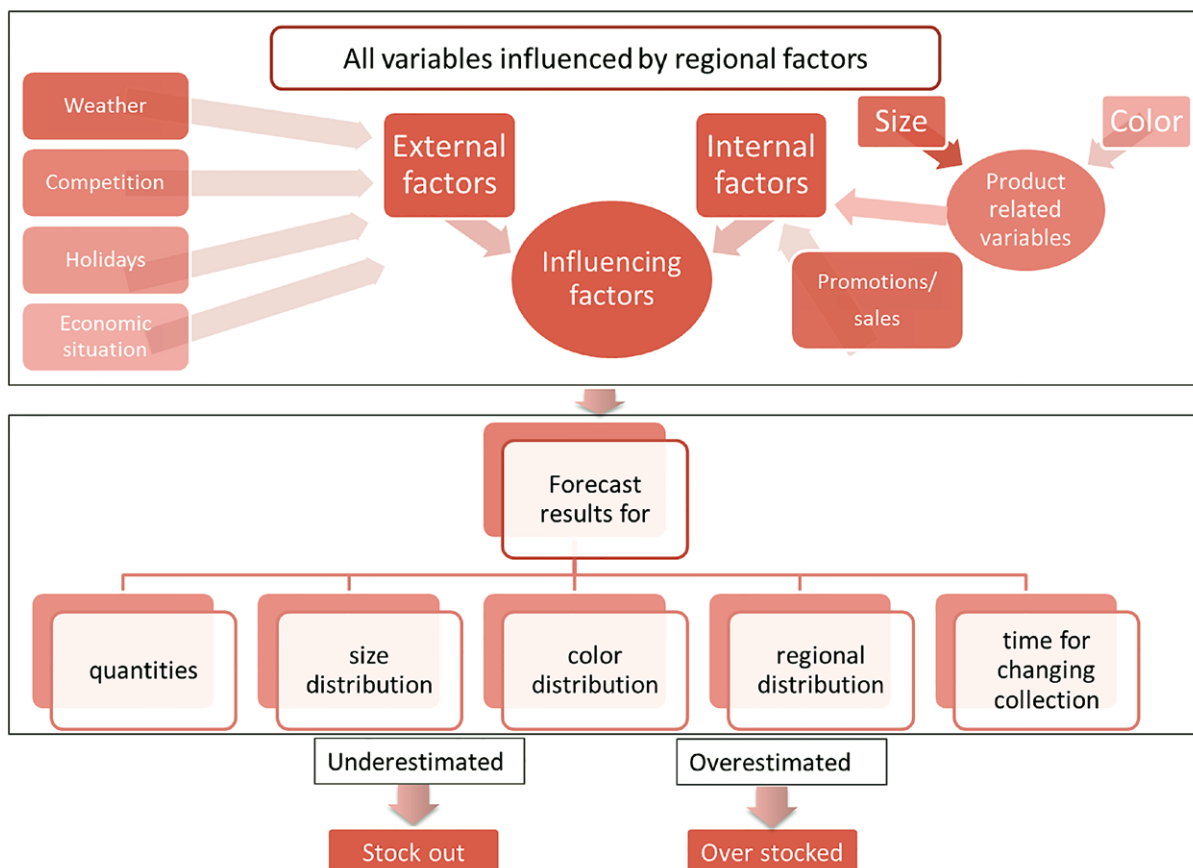 All variables influenced by regional factors
Weather
Competition
Holidays
Economic
situation
External
factors
Internal
factors
Influencing
factors
Size
Color
Product
related
variables
Promotions/
sales
Forecast
results for
quantities
size
distribution
color
distribution
regional
distribution
time for
changing
collection
Underestimated
Overestimated
Stock out
Over stocked